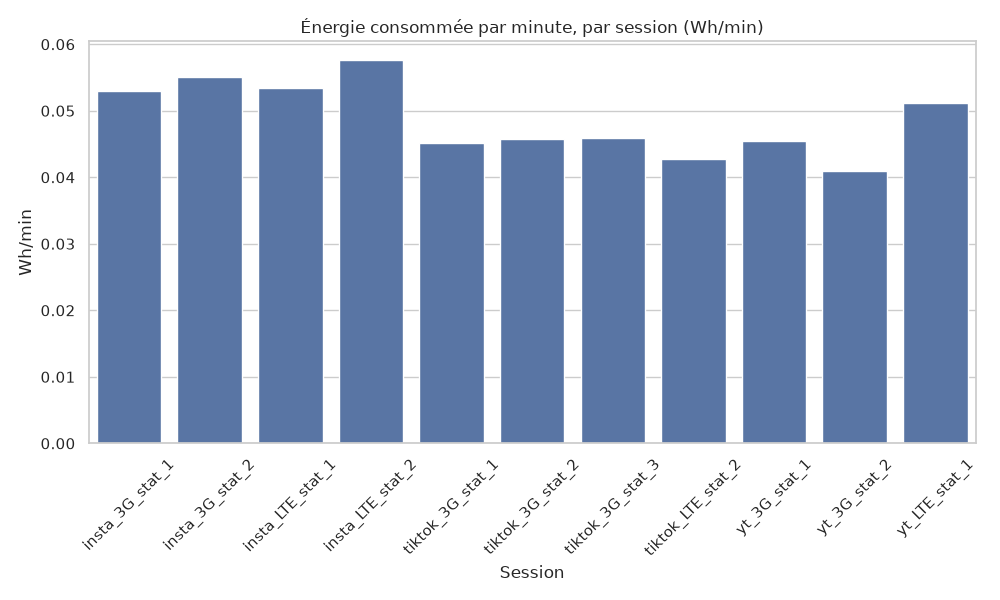 Énergie consommée par minute, par session (Wh/min)
0.06
0.05
0.04
0.03
0.02
0.01
0.00
Wh/min
insta_3G_stat_1
insta_3G_stat_2
insta_LTE_stat_1
insta_LTE_stat_2
tiktok_3G_stat_1
tiktok_3G_stat_2
tiktok_3G_stat_3
tiktok_LTE_stat_2
yt_3G_stat_1
yt_3G_stat_2
yt_LTE_stat_1
Session